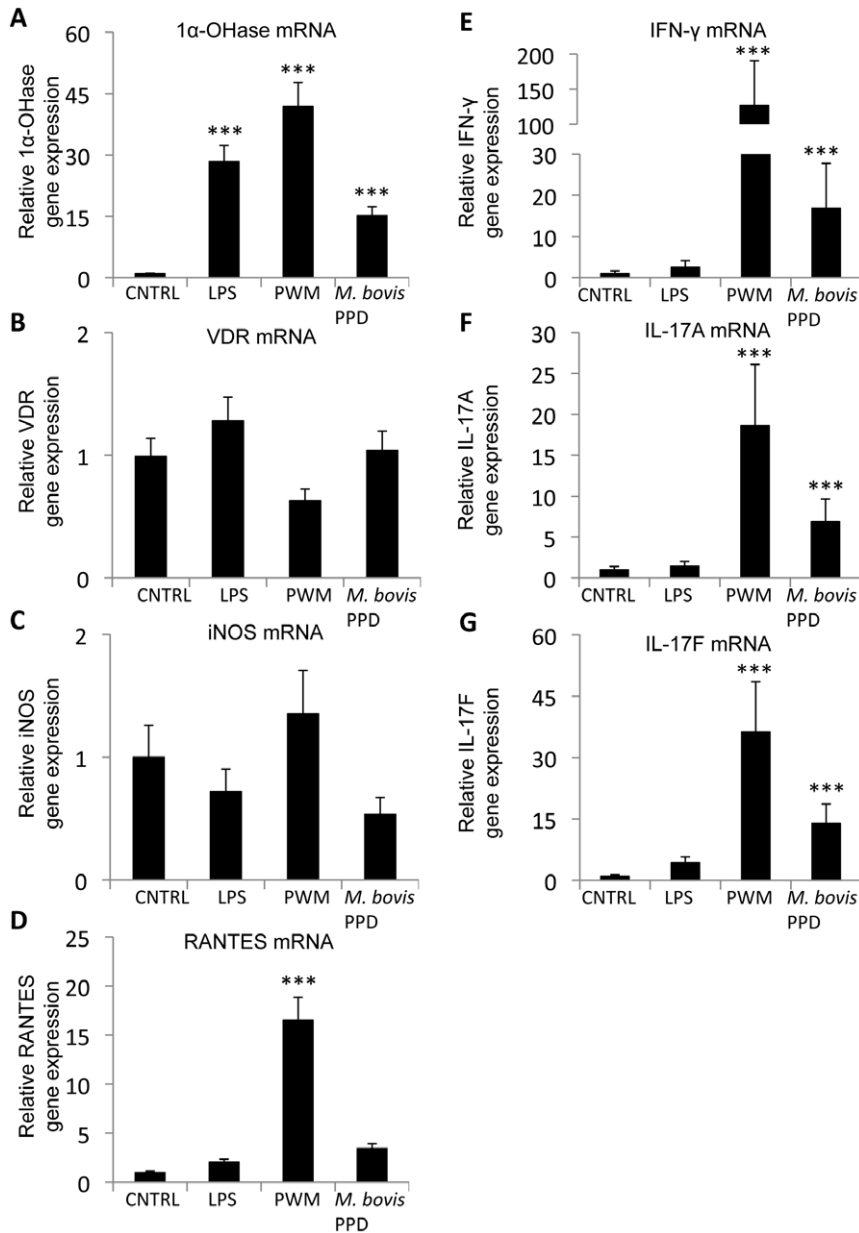 A
1α-OHase mRNA
Relative 1α-OHase
gene expression
60
45
30
15
0
***
***
***
CNTRL LPS PWM M. bovis
PPD
B
VDR mRNA
Relative VDR
gene expression
2
1
0
CNTRL LPS PWM M. bovis
PPD
C
iNOS mRNA
Relative iNOS
gene expression
2
1
0
CNTRL LPS PWM M. bovis
PPD
D
RANTES mRNA
Relative RANTES
gene expression
25
20
15
10
5
0
***
CNTRL LPS PWM M. bovis
PPD
E
IFN-γ mRNA
Relative IFN-γ
gene expression
200
150
100
30
20
10
0
***
***
CNTRL LPS PWM M. bovis
PPD
F
IL-17A mRNA
Relative IL-17A
gene expression
30
25
20
15
10
5
0
***
***
CNTRL LPS PWM M. bovis
PPD
G
IL-17F mRNA
Relative IL-17F
gene expression
60
45
30
15
0
***
***
CNTRL LPS PWM M. bovis
PPD